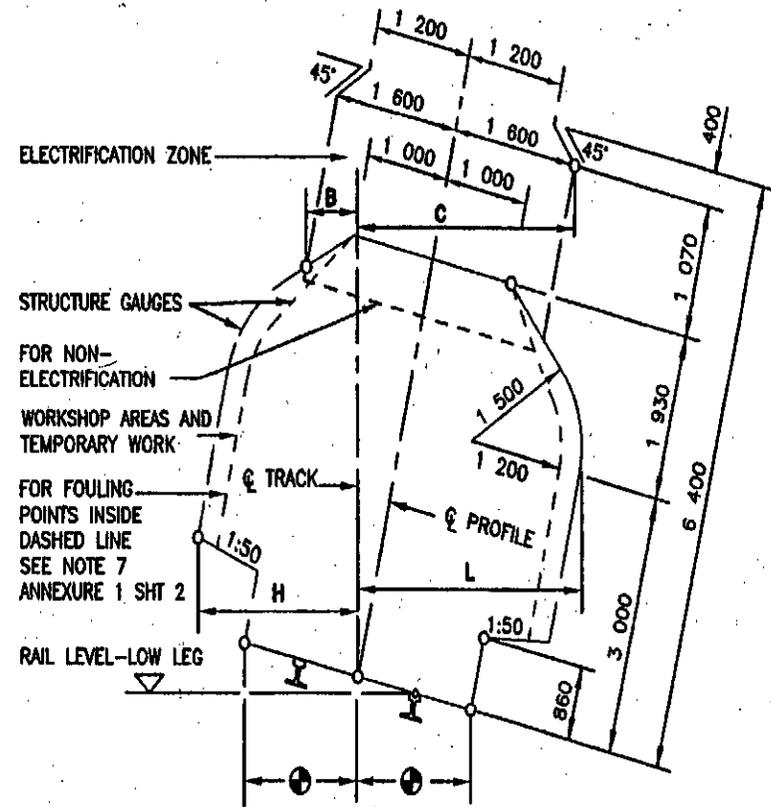 1 200
1 200
45°
1 600
1 600
45°
400
ELECTRIFICATION ZONE
1 000
1 000
B
C
1 070
STRUCTURE GAUGES
FOR NON-
ELECTRIFICATION
1 500
1 930
WORKSHOP AREAS AND
TEMPORARY WORK
1 200
6 400
℄ TRACK
FOR FOULING
POINTS INSIDE
DASHED LINE
SEE NOTE 7
ANNEXURE 1 SHT 2
℄ PROFILE
1:50
H
L
1:50
3 000
RAIL LEVEL-LOW LEG
860